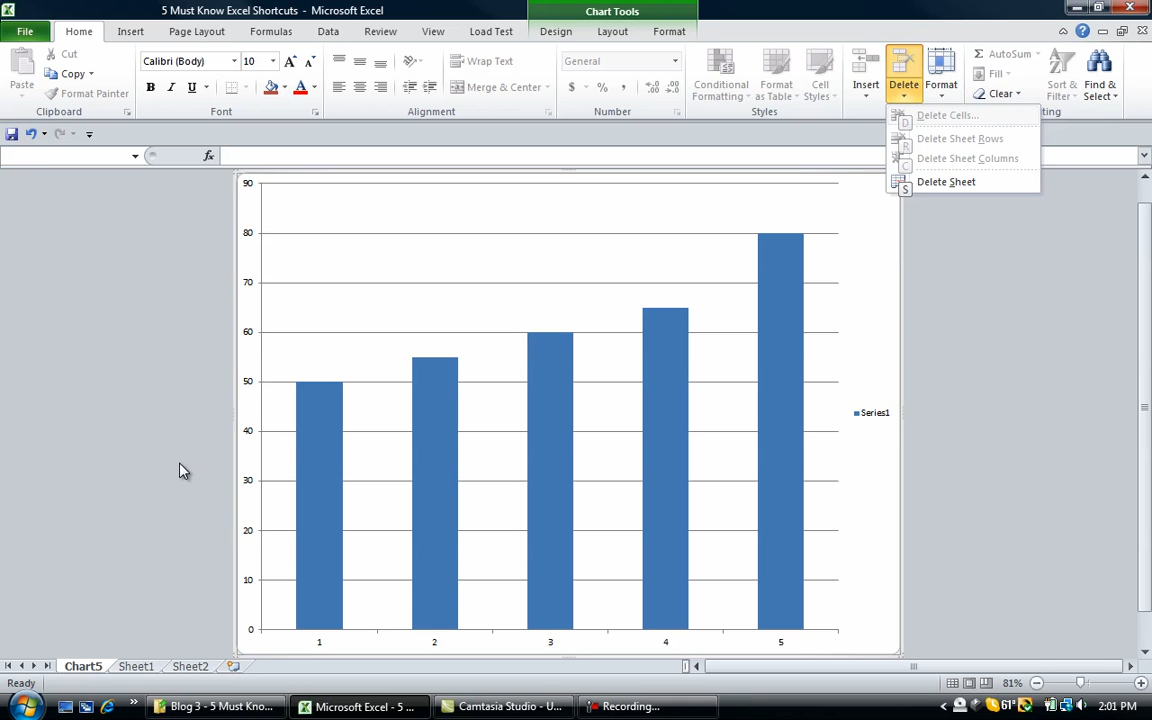 5 Must Know Excel Shortcuts - Microsoft Excel
Chart Tools
File Home Insert Page Layout Formulas Data Review View Load Test Design Layout Format
Paste
Cut
Copy
Format Painter
Clipboard
Calibri (Body) 10
B I U
Font
Wrap Text
Merge & Center
Alignment
General
$ % ,
Number
Conditional Formatting
Format as Table
Cell Styles
Styles
Insert
Delete
Format
AutoSum
Fill
Clear
Sort & Filter
Find & Select
Delete Cells...
D
Delete Sheet Rows
R
Delete Sheet Columns
C
Delete Sheet
S
fx
90
80
70
60
50
40
30
20
10
0
1 2 3 4 5
Series1
Chart5 Sheet1 Sheet2
Ready
81%
Blog 3 - 5 Must Kno...
Microsoft Excel - 5 ...
Camtasia Studio - U...
Recording...
61°
2:01 PM